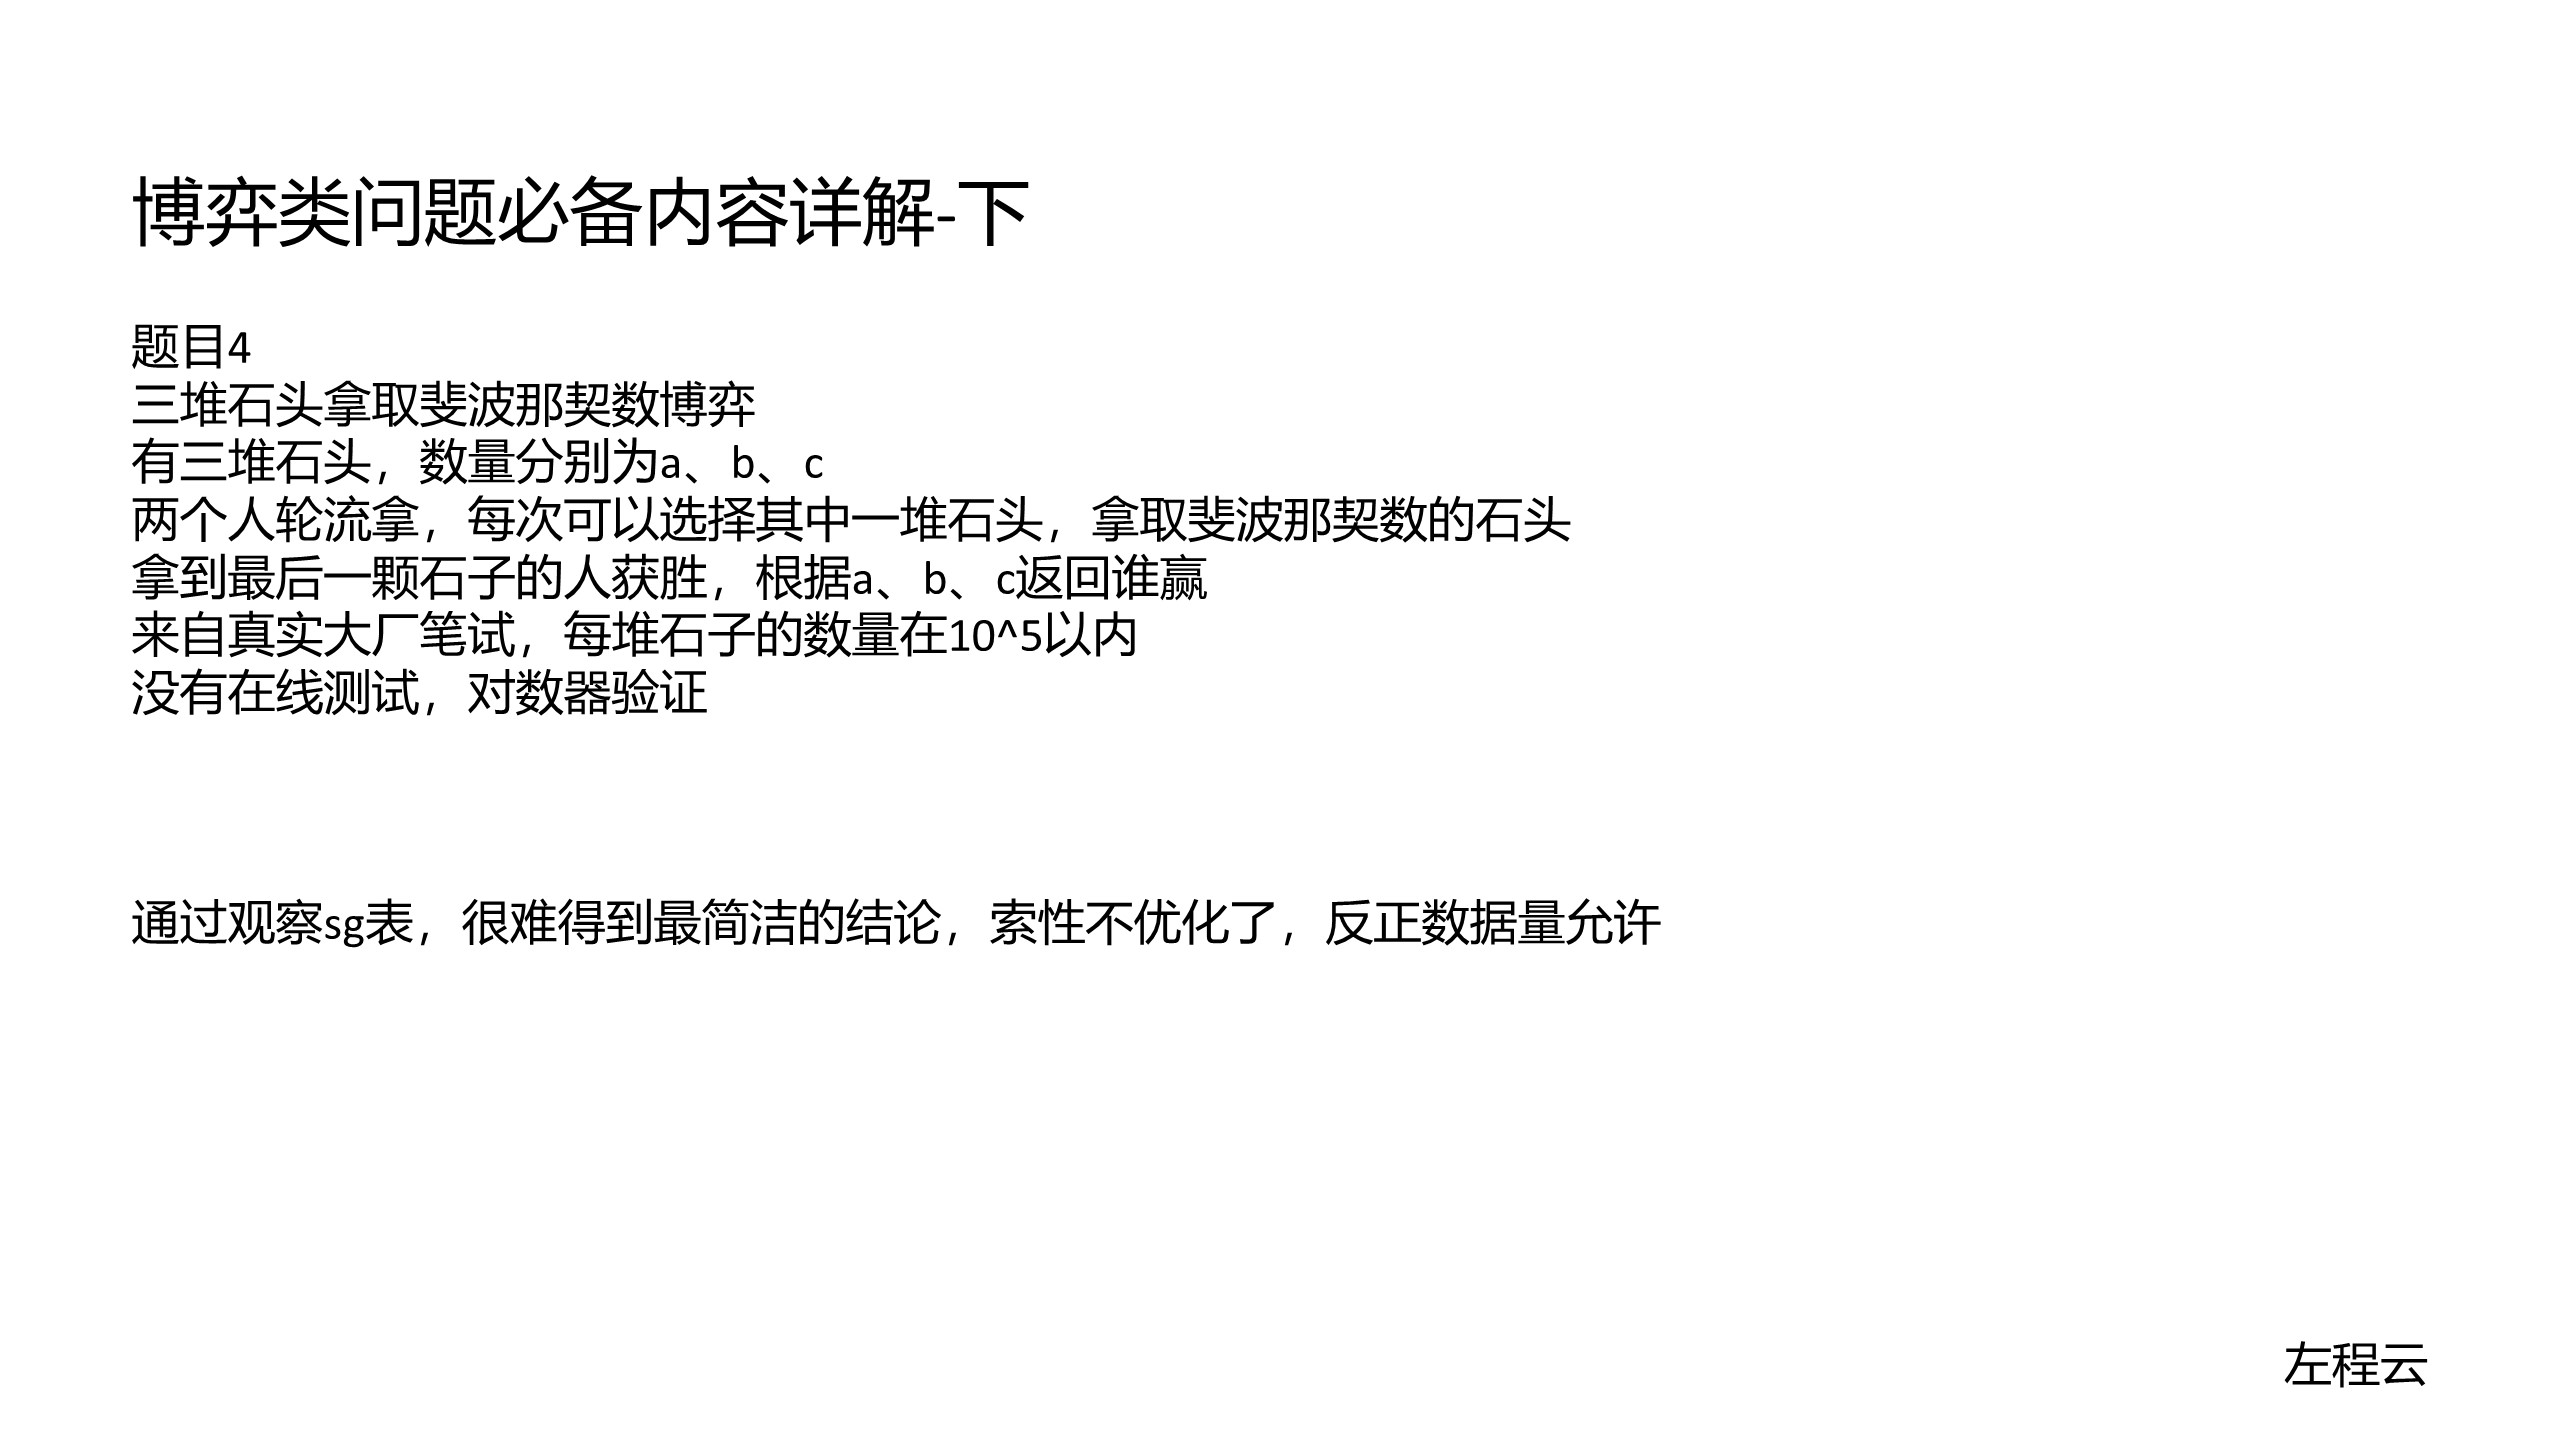 博弈类问题必备内容详解-下
题目4
三堆石头拿取斐波那契数博弈
有三堆石头，数量分别为a、b、c
两个人轮流拿，每次可以选择其中一堆石头，拿取斐波那契数的石头
拿到最后一颗石子的人获胜，根据a、b、c返回谁赢
来自真实大厂笔试，每堆石子的数量在10^5以内
没有在线测试，对数器验证
通过观察sg表，很难得到最简洁的结论，索性不优化了，反正数据量允许
左程云